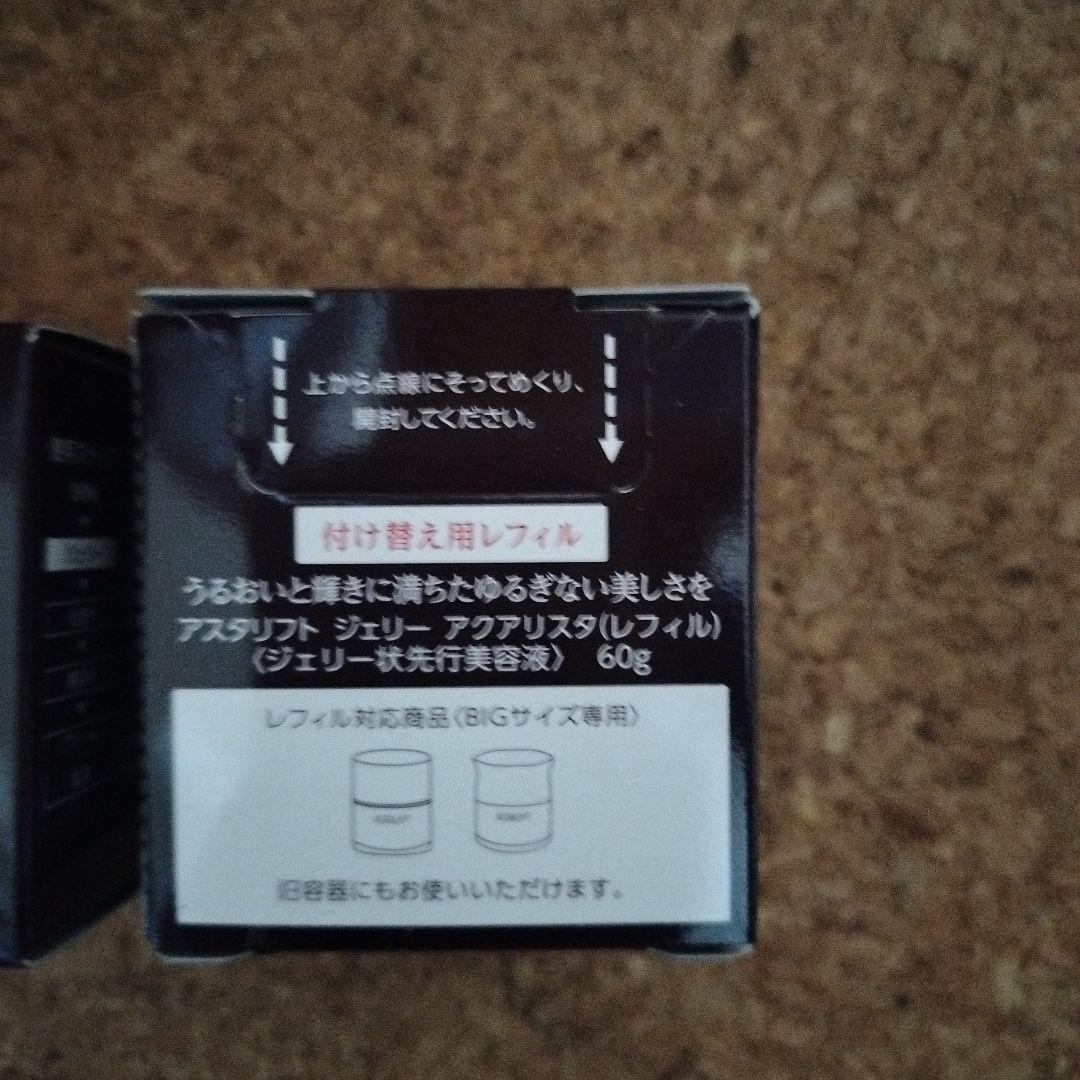 上から点線にそってめくり、
開封してください。
付け替え用レフィル
うるおいと輝きに満ちたゆるぎない美しさを
アスタリフト ジェリー アクアリスタ(レフィル)
〈ジェリー状先行美容液〉 60g
レフィル対応商品〈BIGサイズ専用〉
旧容器にもお使いいただけます。